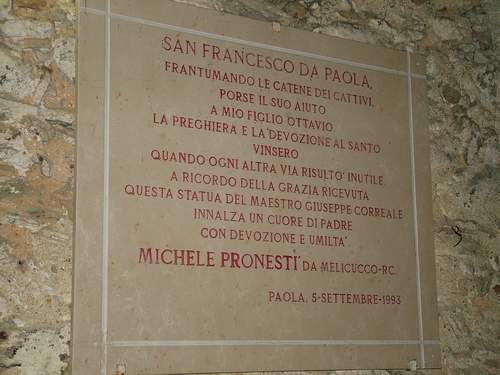 SAN FRANCESCO DA PAOLA,
FRANTUMANDO LE CATENE DEI CATTIVI,
PORSE IL SUO AIUTO
A MIO FIGLIO OTTAVIO.
LA PREGHIERA E LA DEVOZIONE AL SANTO
VINSERO
QUANDO OGNI ALTRA VIA RISULTO' INUTILE.
A RICORDO DELLA GRAZIA RICEVUTA
QUESTA STATUA DEL MAESTRO GIUSEPPE CORREALE
INNALZA UN CUORE DI PADRE
CON DEVOZIONE E UMILTA'
MICHELE PRONESTI' DA MELICUCCO-RC.
PAOLA. 5-SETTEMBRE-1993